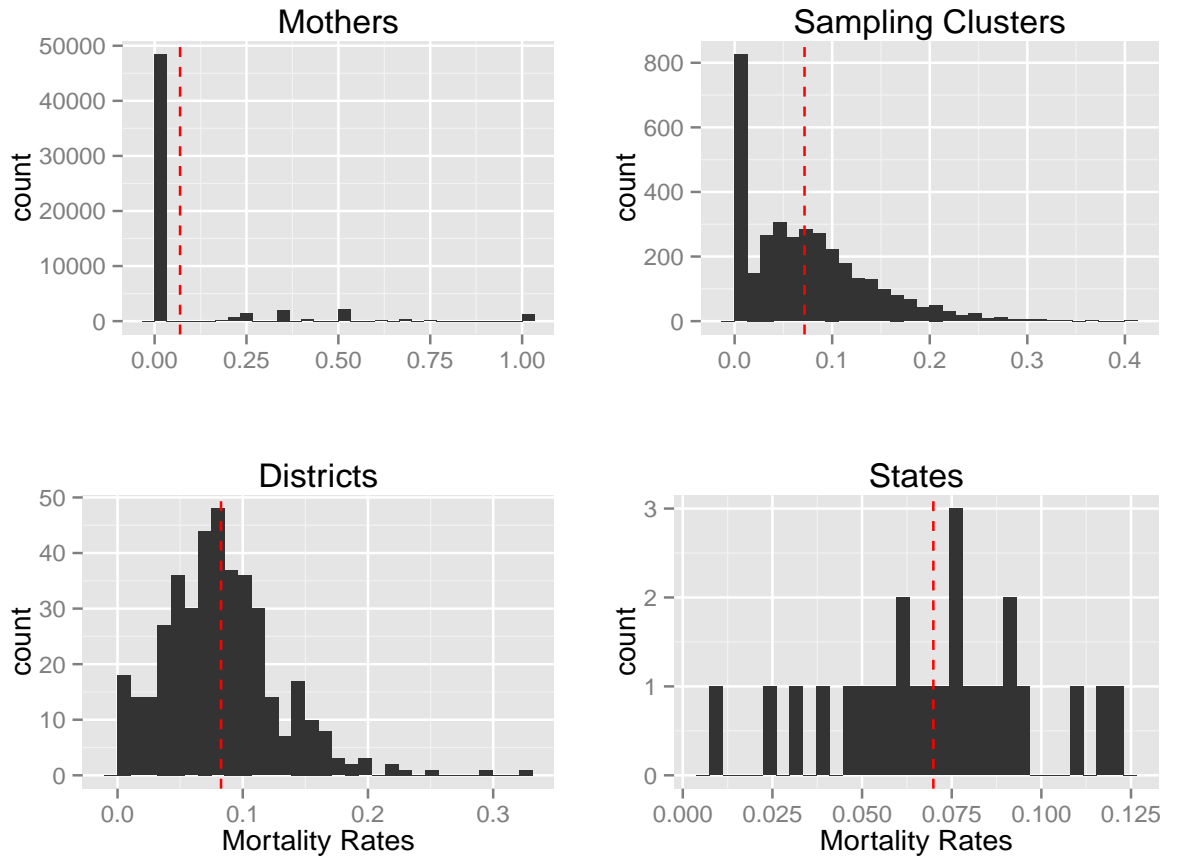 Mothers
50000
40000
30000
20000
10000
0
count
0.00 0.25 0.50 0.75 1.00
Sampling Clusters
800
600
400
200
0
count
0.0 0.1 0.2 0.3 0.4
Districts
50
40
30
20
10
0
count
0.0 0.1 0.2 0.3
Mortality Rates
States
3
2
1
0
count
0.000 0.025 0.050 0.075 0.100 0.125
Mortality Rates